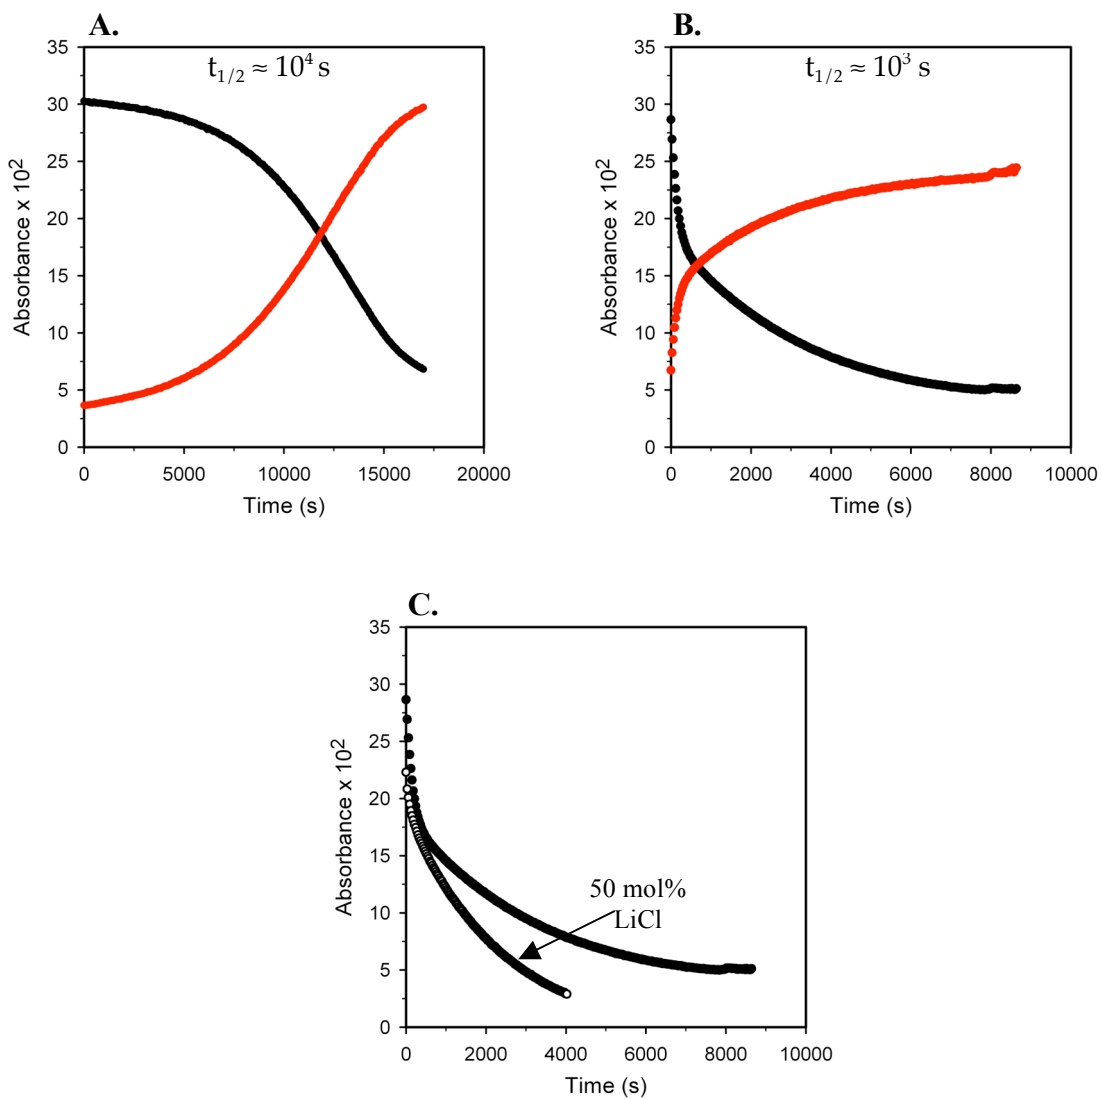 A.
t1/2 ≈ 10⁴ s
35
30
25
20
15
10
5
0
Absorbance x 10²
0 5000 10000 15000 20000
Time (s)
B.
t1/2 ≈ 10³ s
35
30
25
20
15
10
5
0
Absorbance x 10²
0 2000 4000 6000 8000 10000
Time (s)
C.
35
30
25
20
15
10
5
0
Absorbance x 10²
50 mol%
LiCl
0 2000 4000 6000 8000 10000
Time (s)